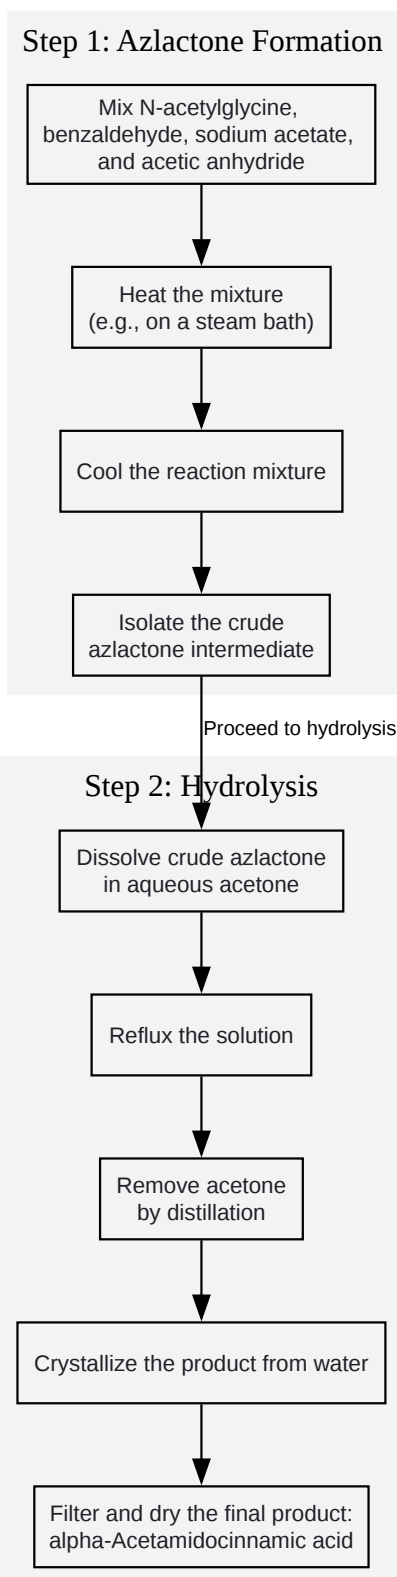 Step 1: Azlactone Formation
Mix N-acetylglycine,
benzaldehyde, sodium acetate,
and acetic anhydride
Heat the mixture
(e.g., on a steam bath)
Cool the reaction mixture
Isolate the crude
azlactone intermediate
Proceed to hydrolysis
Step 2: Hydrolysis
Dissolve crude azlactone
in aqueous acetone
Reflux the solution
Remove acetone
by distillation
Crystallize the product from water
Filter and dry the final product:
alpha-Acetamidocinnamic acid